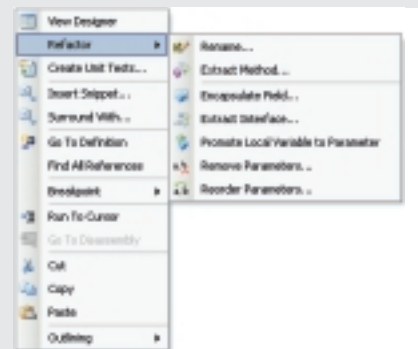 View Designer
Refactor
Create Unit Tests...
Insert Snippet...
Surround With...
Go To Definition
Find All References
Breakpoint
Run To Cursor
Go To Disassembly
Cut
Copy
Paste
Outlining
Rename...
Extract Method...
Encapsulate Field...
Extract Interface...
Promote Local Variable to Parameter
Remove Parameters...
Reorder Parameters...